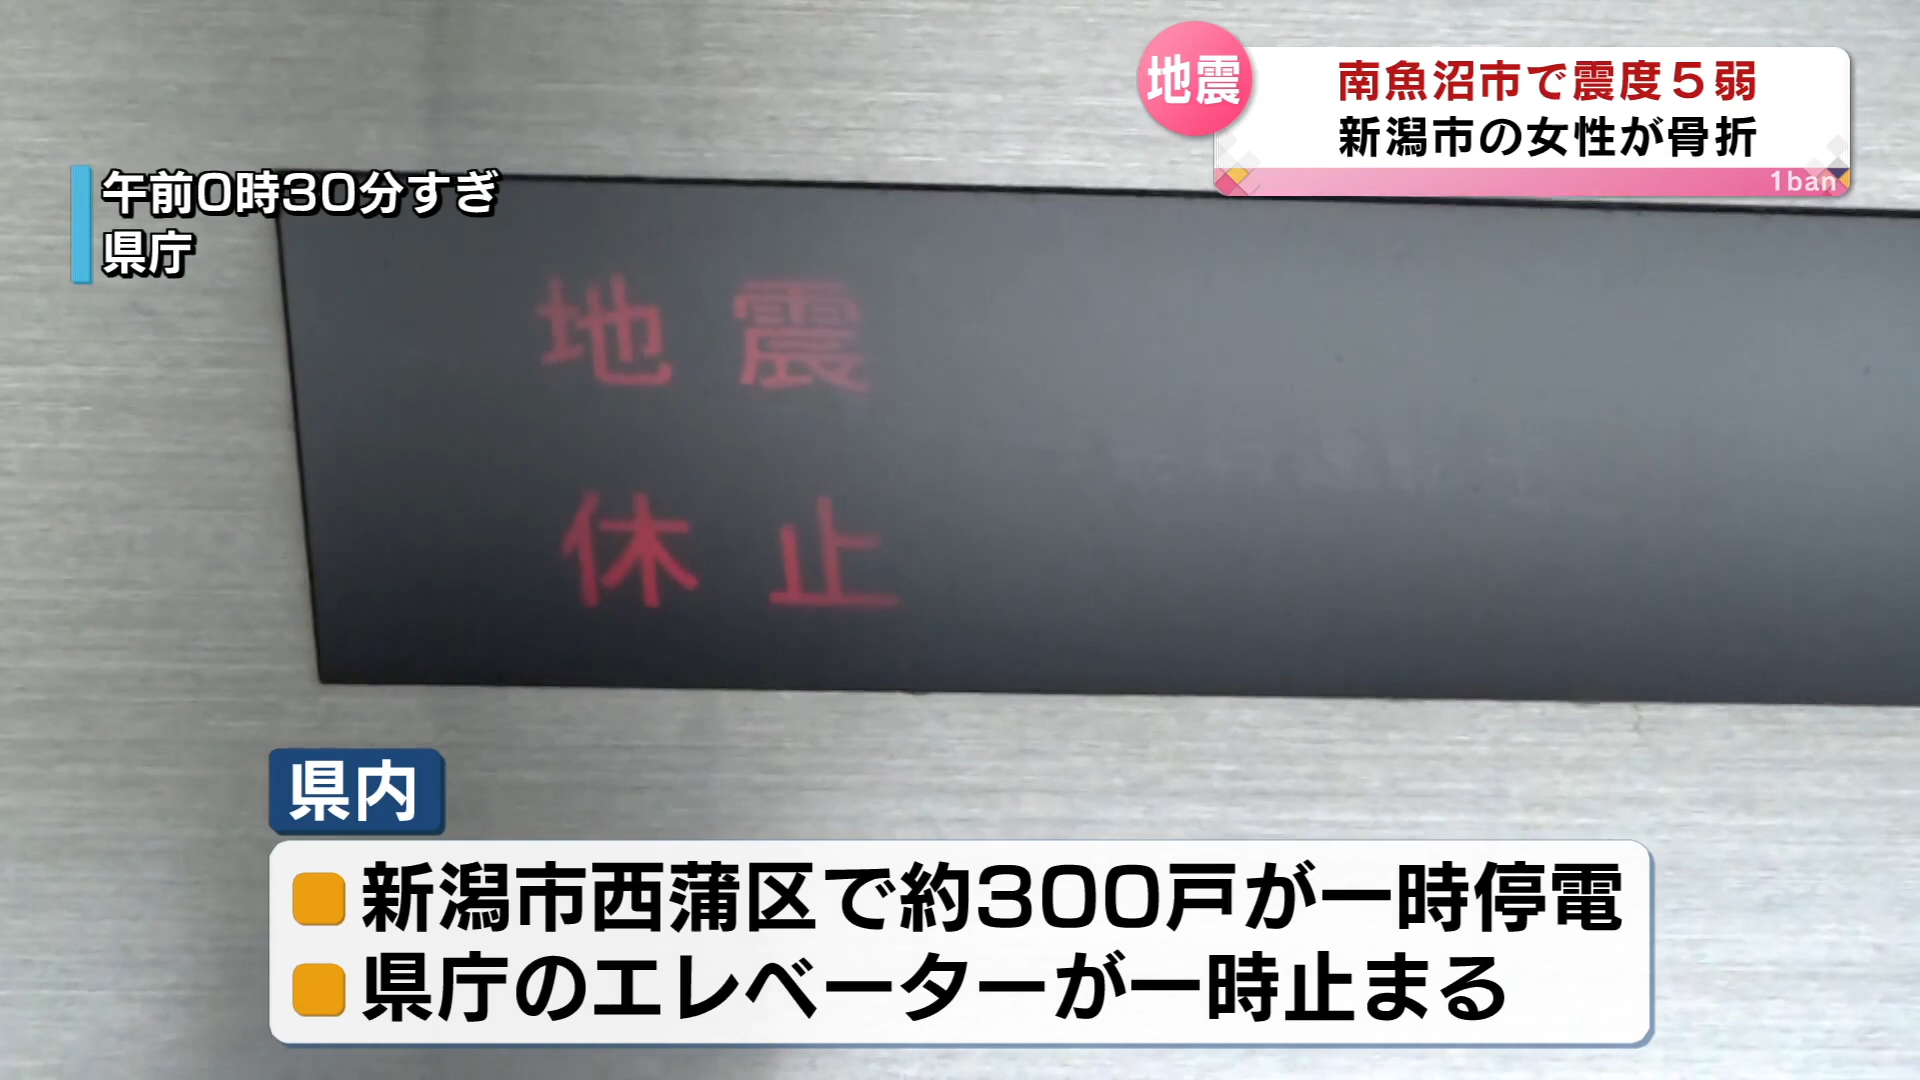 地震
南魚沼市で震度５弱
新潟市の女性が骨折
1ban
午前0時30分すぎ
県庁
地震
休止
県内
新潟市西蒲区で約300戸が一時停電
県庁のエレベーターが一時止まる